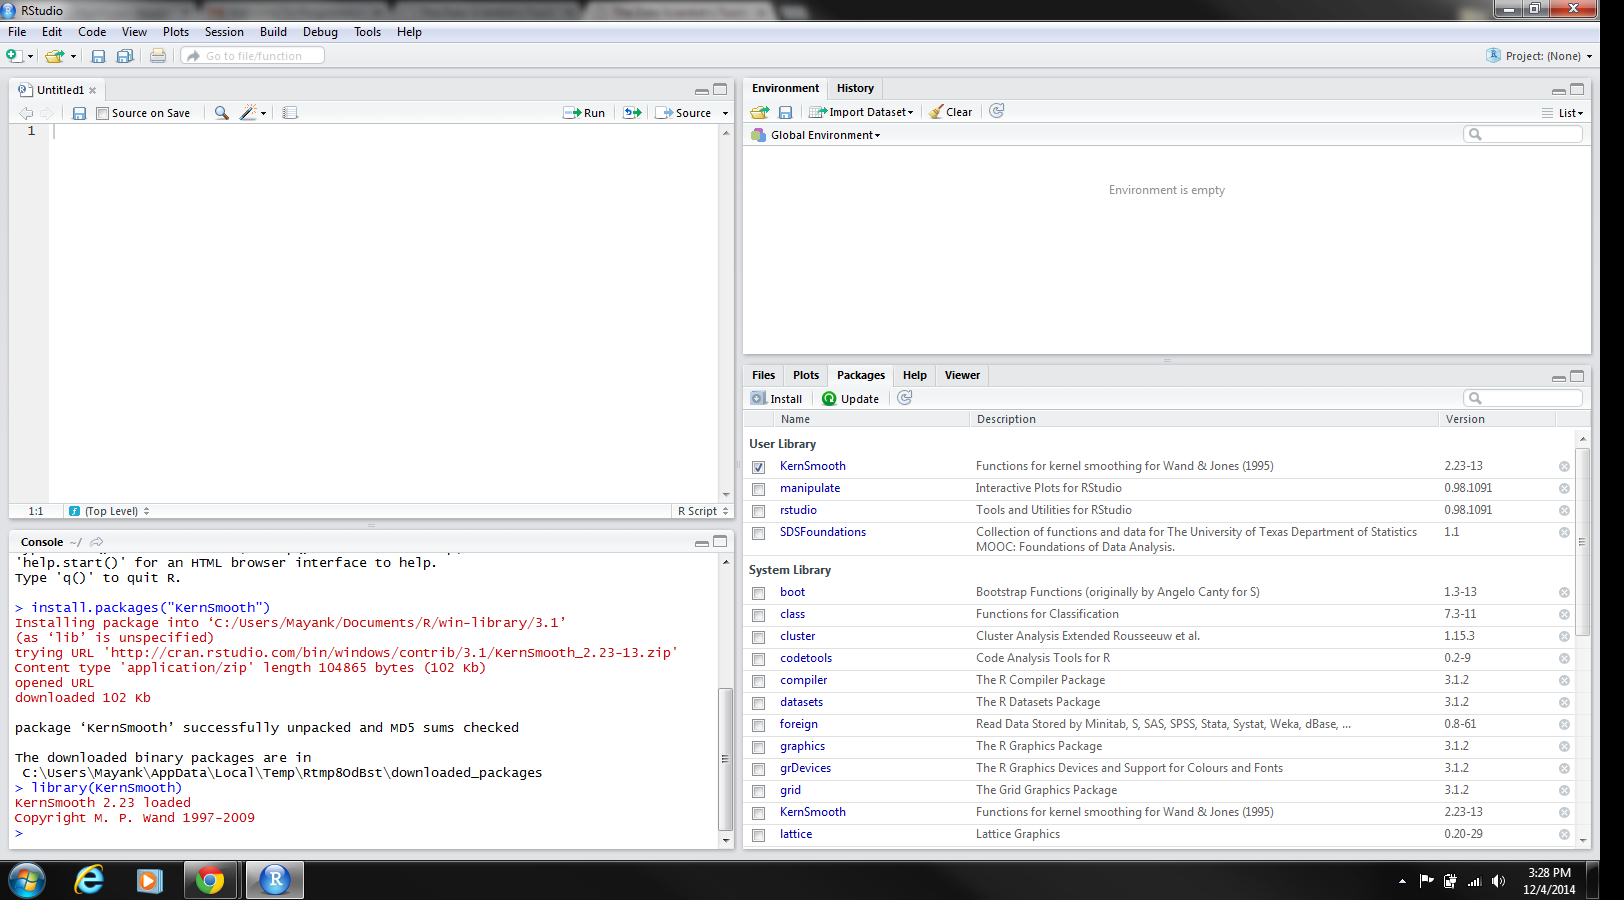 RStudio
File Edit Code View Plots Session Build Debug Tools Help
Go to file/function
Project: (None)
Untitled1
Source on Save
Run
Source
1
1:1
(Top Level)
R Script
Console ~/
'help.start()' for an HTML browser interface to help.
Type 'q()' to quit R.
> install.packages("KernSmooth")
Installing package into ‘C:/Users/Mayank/Documents/R/win-library/3.1’
(as ‘lib’ is unspecified)
trying URL 'http://cran.rstudio.com/bin/windows/contrib/3.1/KernSmooth_2.23-13.zip'
Content type 'application/zip' length 104865 bytes (102 Kb)
opened URL
downloaded 102 Kb
package ‘KernSmooth’ successfully unpacked and MD5 sums checked
The downloaded binary packages are in
C:\Users\Mayank\AppData\Local\Temp\Rtmp8OdBst\downloaded_packages
> library(KernSmooth)
KernSmooth 2.23 loaded
Copyright M. P. Wand 1997-2009
>
Environment History
Import Dataset
Clear
List
Global Environment
Environment is empty
Files Plots Packages Help Viewer
Install Update
Name Description Version
User Library
KernSmooth Functions for kernel smoothing for Wand & Jones (1995) 2.23-13
manipulate Interactive Plots for RStudio 0.98.1091
rstudio Tools and Utilities for RStudio 0.98.1091
SDSFoundations Collection of functions and data for The University of Texas Department of Statistics 1.1
MOOC: Foundations of Data Analysis.
System Library
boot Bootstrap Functions (originally by Angelo Canty for S) 1.3-13
class Functions for Classification 7.3-11
cluster Cluster Analysis Extended Rousseeuw et al. 1.15.3
codetools Code Analysis Tools for R 0.2-9
compiler The R Compiler Package 3.1.2
datasets The R Datasets Package 3.1.2
foreign Read Data Stored by Minitab, S, SAS, SPSS, Stata, Systat, Weka, dBase, ... 0.8-61
graphics The R Graphics Package 3.1.2
grDevices The R Graphics Devices and Support for Colours and Fonts 3.1.2
grid The Grid Graphics Package 3.1.2
KernSmooth Functions for kernel smoothing for Wand & Jones (1995) 2.23-13
lattice Lattice Graphics 0.20-29
3:28 PM
12/4/2014